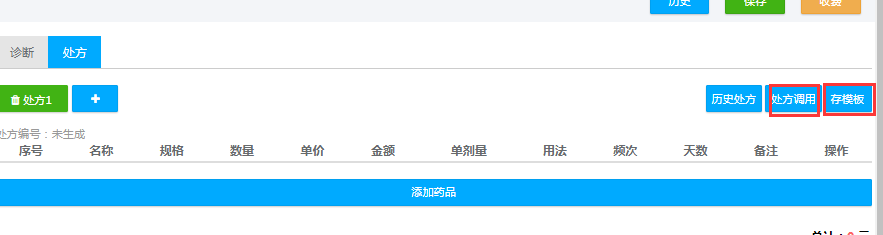 历史 保存 收费
诊断 处方
处方1 + 历史处方 处方调用 存模板
处方编号：未生成
序号 名称 规格 数量 单价 金额 单剂量 用法 频次 天数 备注 操作
添加药品